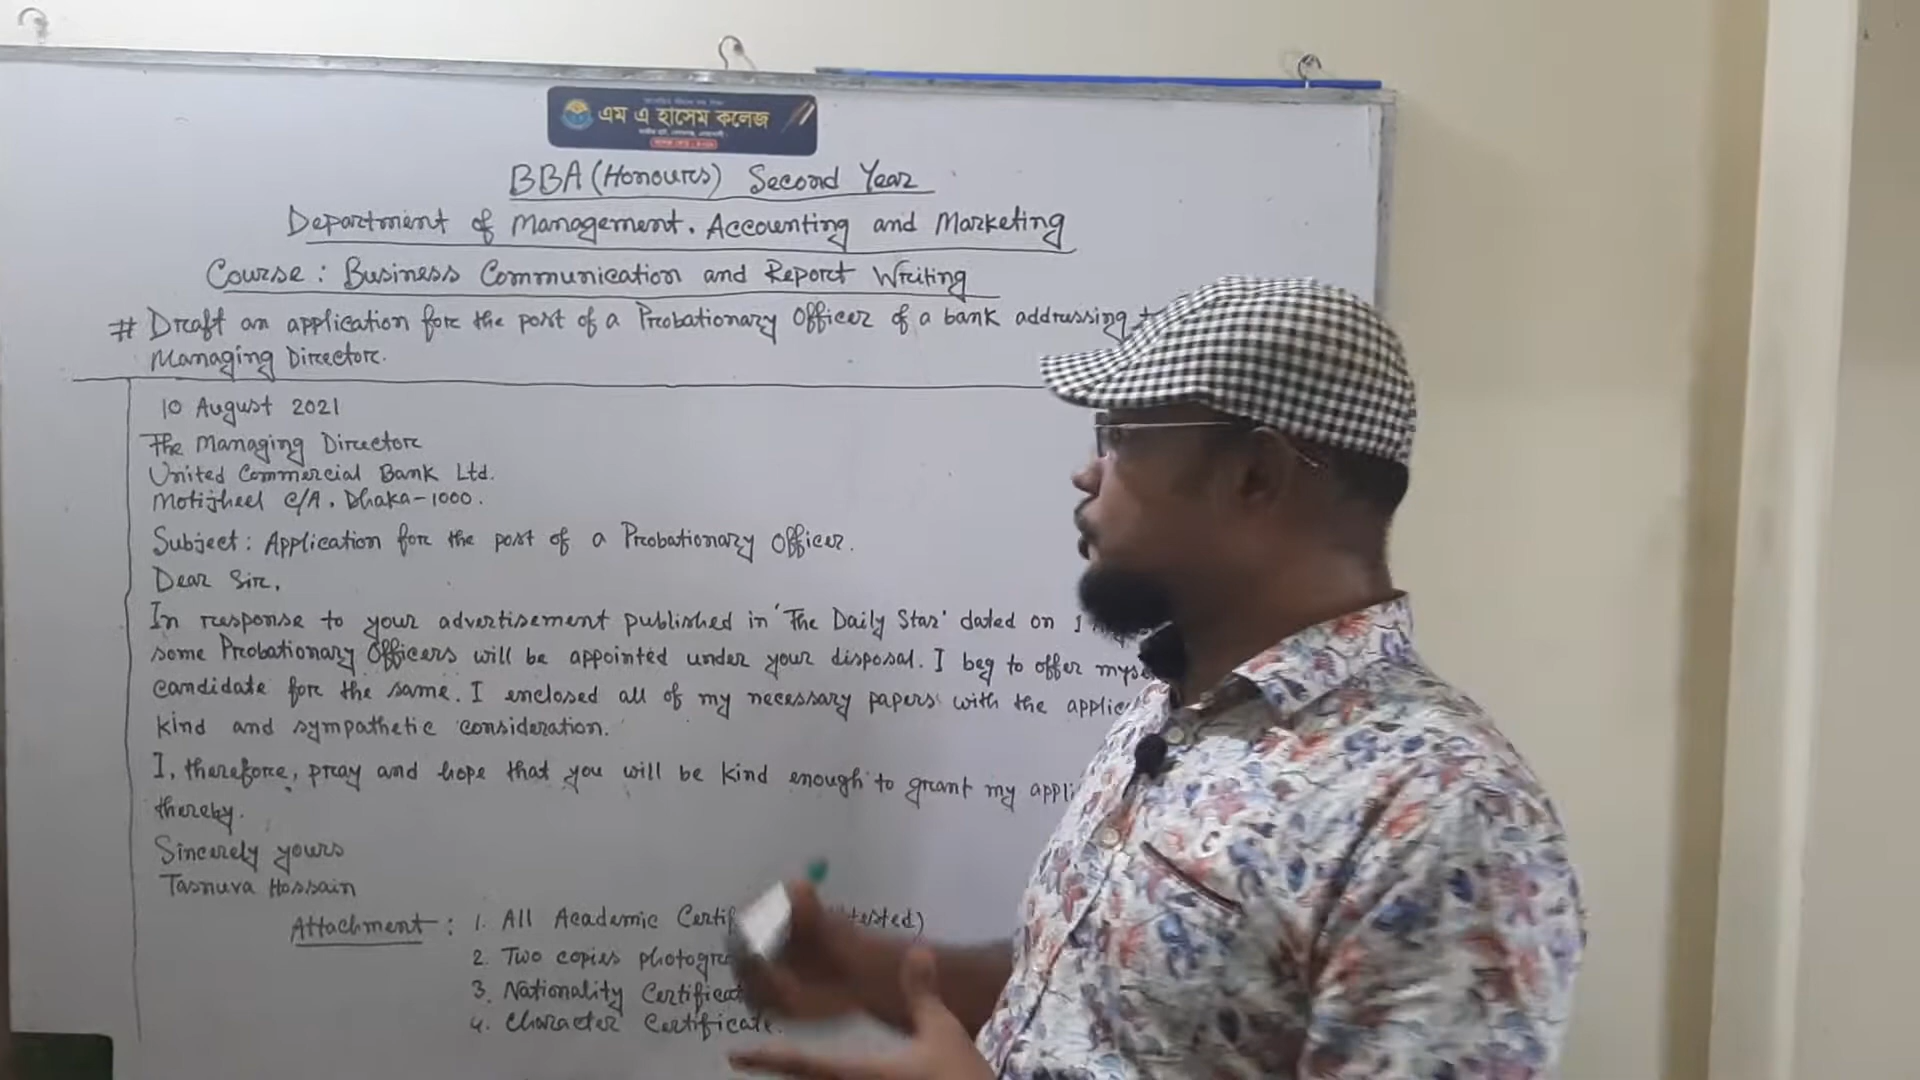 এম এ হাসেম কলেজ
BBA (Honours) Second Year
Department of Management, Accounting and Marketing
Course: Business Communication and Report Writing
# Draft an application for the post of a Probationary Officer of a bank addressing
Managing Director.
10 August 2021
The Managing Director
United Commercial Bank Ltd.
Motijheel C/A, Dhaka-1000.
Subject: Application for the post of a Probationary Officer.
Dear Sir,
In response to your advertisement published in 'The Daily Star' dated on 1
some Probationary Officers will be appointed under your disposal. I beg to offer
candidate for the same. I enclosed all of my necessary papers with the
kind and sympathetic consideration.
I, therefore, pray and hope that you will be kind enough to grant my
thereby.
Sincerely yours
Tasnuva Hossain
Attachment: 1. All Academic
2. Two copies
3. Nationality
4. Character Certificate.